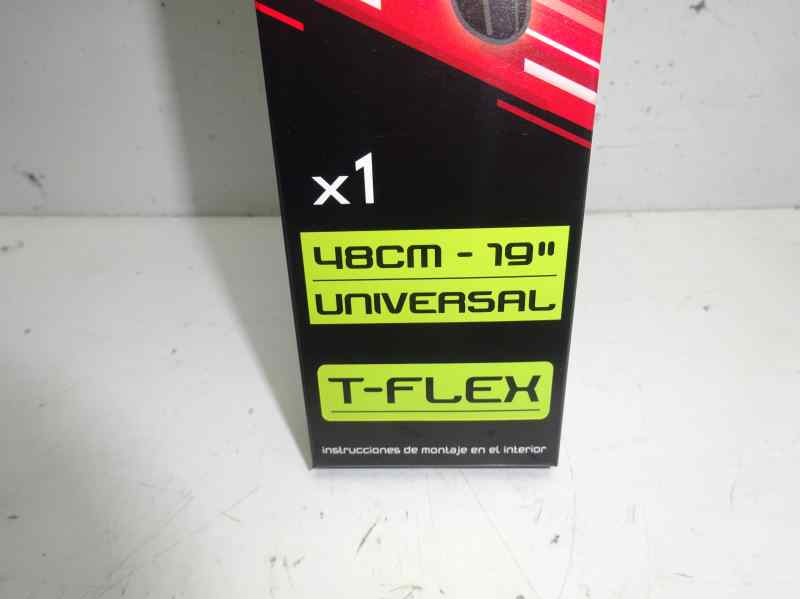 x1
48CM - 19"
UNIVERSAL
T-FLEX
instrucciones de montaje en el interior